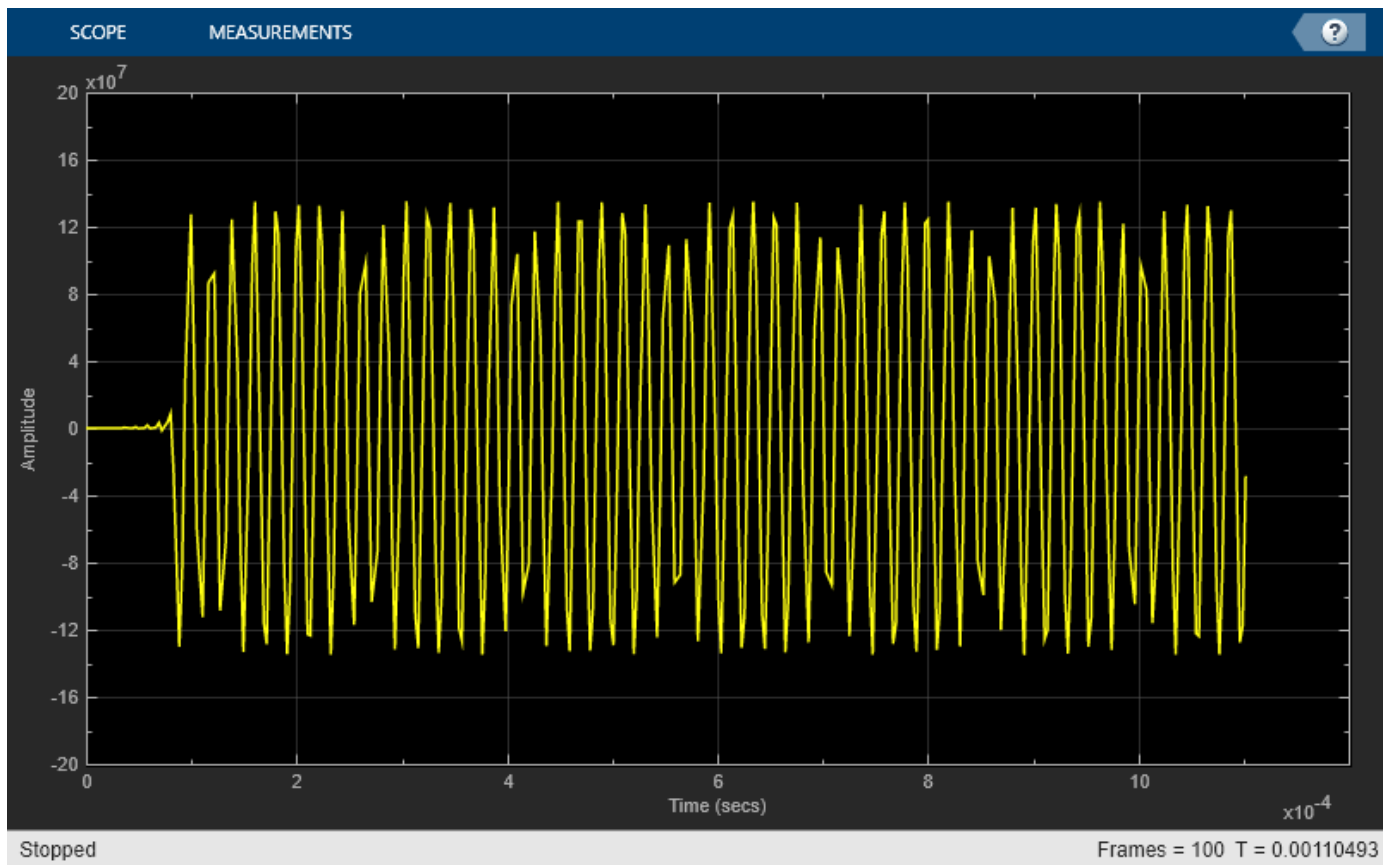 SCOPE MEASUREMENTS ?
x10^7
20
16
12
8
4
0
-4
-8
-12
-16
-20
Amplitude
0 2 4 6 8 10
Time (secs)
x10^-4
Stopped Frames = 100 T = 0.00110493